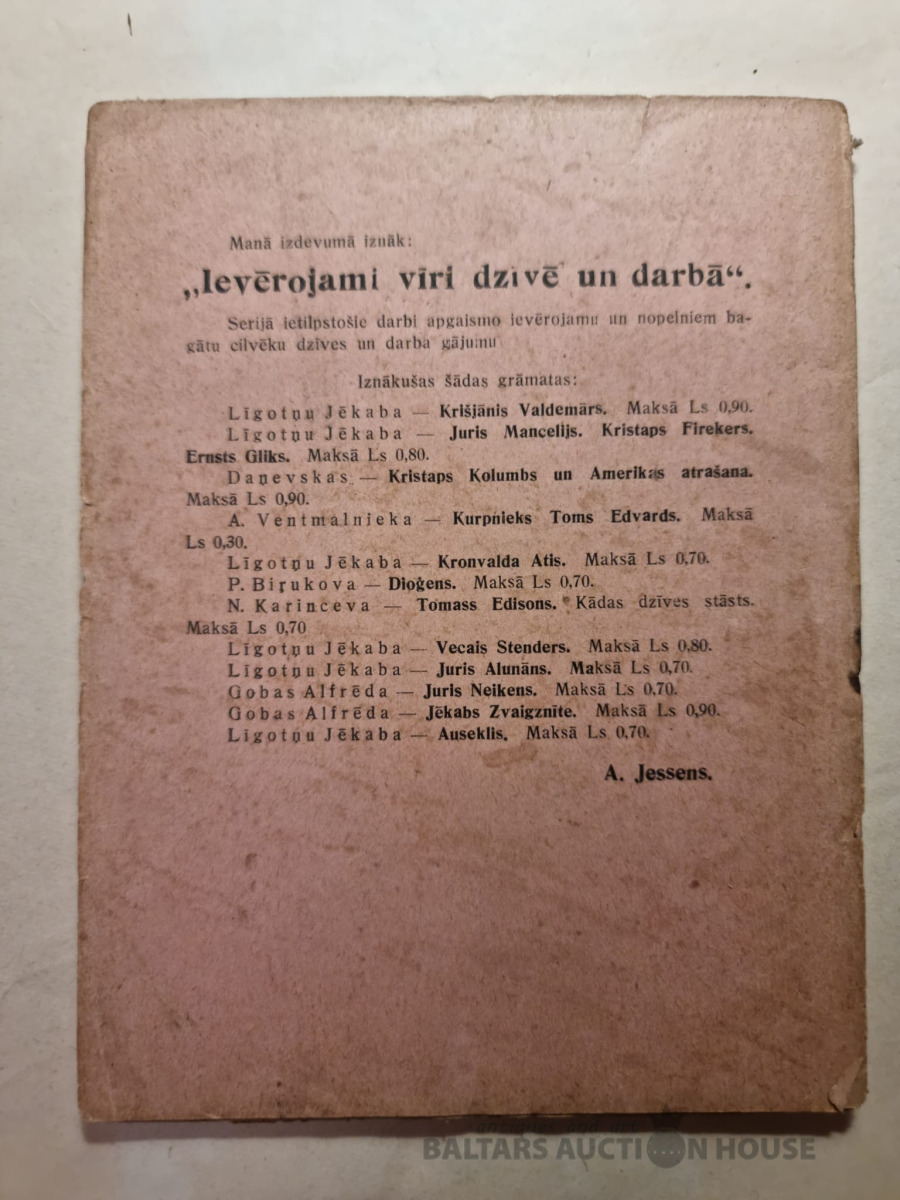 Manā izdevumā iznāk:
„Ievērojami vīri dzīvē un darbā“.
Serijā ietilpstošie darbi apgaismo ievērojamu un nopelniem ba-
gātu cilvēku dzīves un darba gājumu
Iznākušas šādas grāmatas:
Līgotņu Jēkaba — Krišjānis Valdemārs. Maksā Ls 0,90.
Līgotņu Jēkaba — Juris Mancelijs. Kristaps Firekers.
Ernsts Gliks. Maksā Ls 0,80.
Daņevskas — Kristaps Kolumbs un Amerikas atrašana.
Maksā Ls 0,90.
A. Ventmalnieka — Kurpnieks Toms Edvards. Maksā
Ls 0,30.
Līgotņu Jēkaba — Kronvalda Atis. Maksā Ls 0,70.
P. Biŗukova — Dioģens. Maksā Ls 0,70.
N. Karinceva — Tomass Edisons. Kādas dzīves stāsts.
Maksā Ls 0,70
Līgotņu Jēkaba — Vecais Stenders. Maksā Ls 0,80.
Līgotņu Jēkaba — Juris Alunāns. Maksā Ls 0,70.
Gobas Alfrēda — Juris Neikens. Maksā Ls 0,70.
Gobas Alfrēda — Jēkabs Zvaigznīte. Maksā Ls 0,90.
Līgotņu Jēkaba — Auseklis. Maksā Ls 0,70.
A. Jessens.
antiques and art
BALTARS AUCTION HOUSE